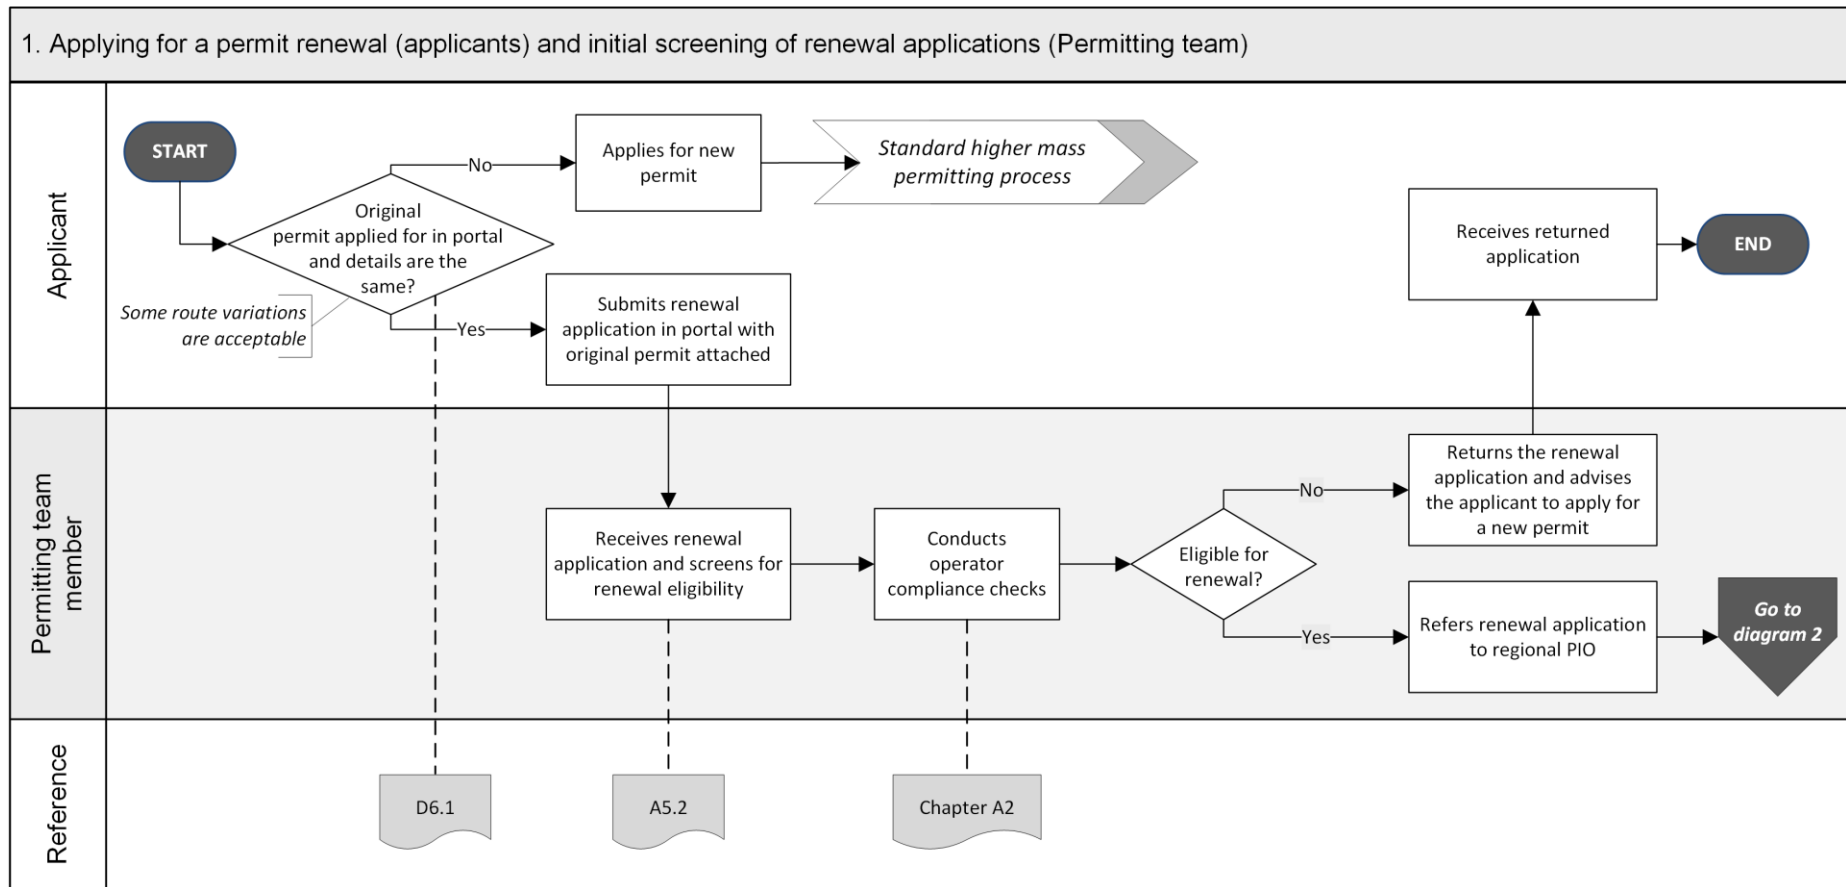 1. Applying for a permit renewal (applicants) and initial screening of renewal applications (Permitting team)
Applicant
START
Original
permit applied for in portal
and details are the
same?
Some route variations
are acceptable
No
Applies for new
permit
Standard higher mass
permitting process
Yes
Submits renewal
application in portal with
original permit attached
Receives returned
application
END
Permitting team
member
Receives renewal
application and screens for
renewal eligibility
Conducts
operator
compliance checks
Eligible for
renewal?
No
Returns the renewal
application and advises
the applicant to apply for
a new permit
Yes
Refers renewal application
to regional PIO
Go to
diagram 2
Reference
D6.1
A5.2
Chapter A2